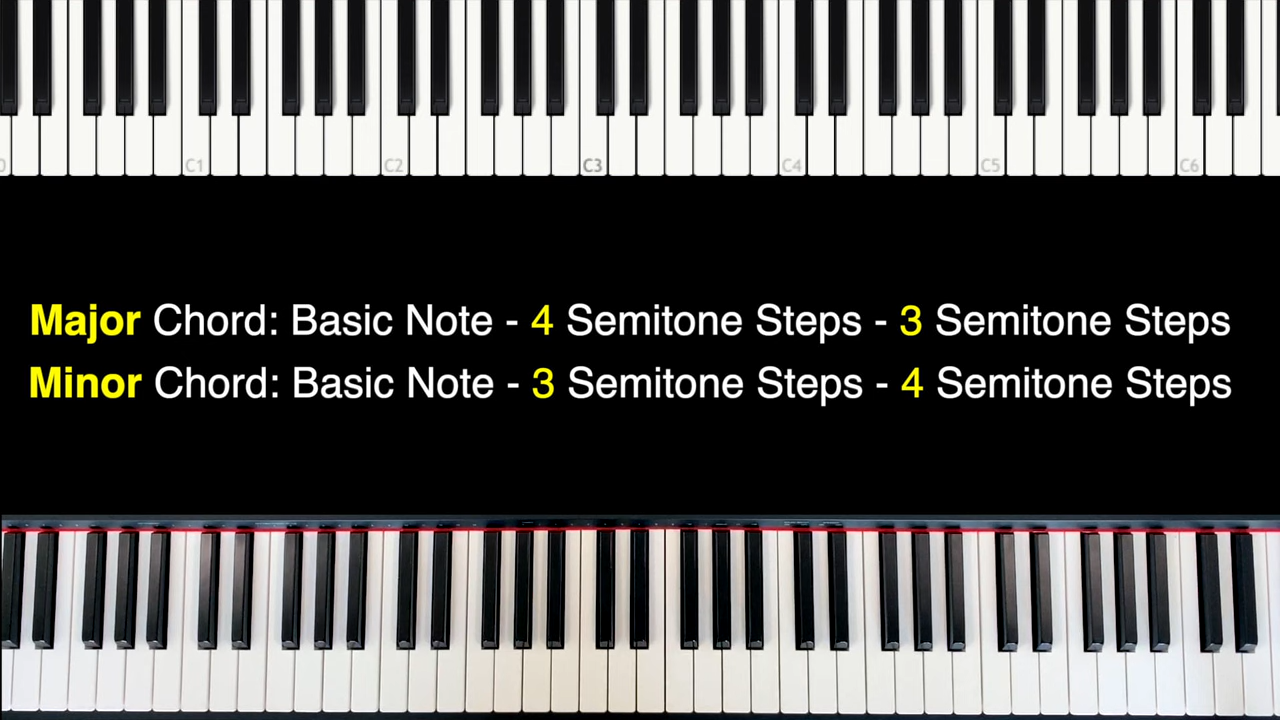 C1 C2 C3 C4 C5 C6
Major Chord: Basic Note - 4 Semitone Steps - 3 Semitone Steps
Minor Chord: Basic Note - 3 Semitone Steps - 4 Semitone Steps